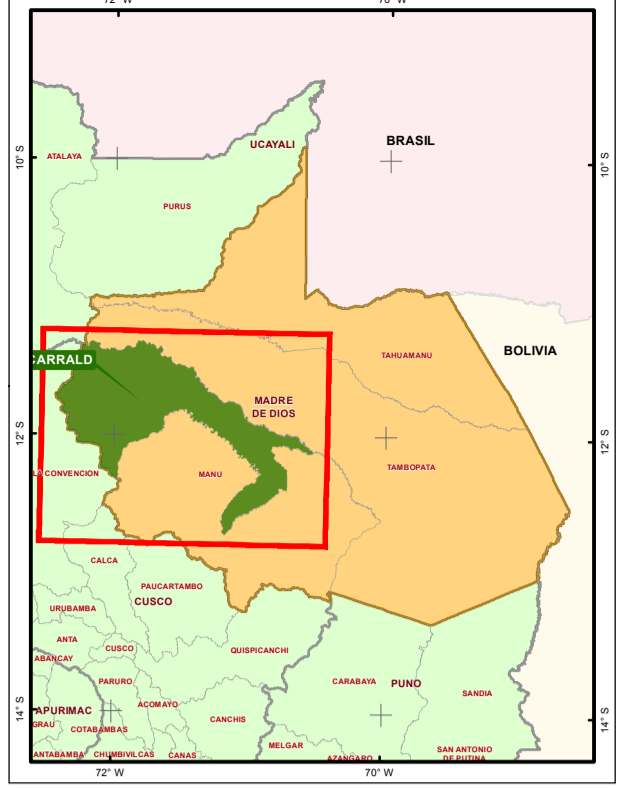 72° W
70° W
10° S
10° S
UCAYALI
BRASIL
ATALAYA
PURUS
BOLIVIA
TAHUAMANU
CARRALD
MADRE
DE DIOS
12° S
12° S
LA CONVENCION
MANU
TAMBOPATA
CALCA
PAUCARTAMBO
CUSCO
URUBAMBA
ANTA
CUSCO
QUISPICANCHI
ABANCAY
PARURO
CARABAYA
PUNO
SANDIA
ACOMAYO
APURIMAC
14° S
14° S
GRAU
COTABAMBAS
CANCHIS
MELGAR
SAN ANTONIO
DE PUTINA
ANTABAMBA
CHUMBIVILCAS
CANAS
AZANGARO
72° W
70° W